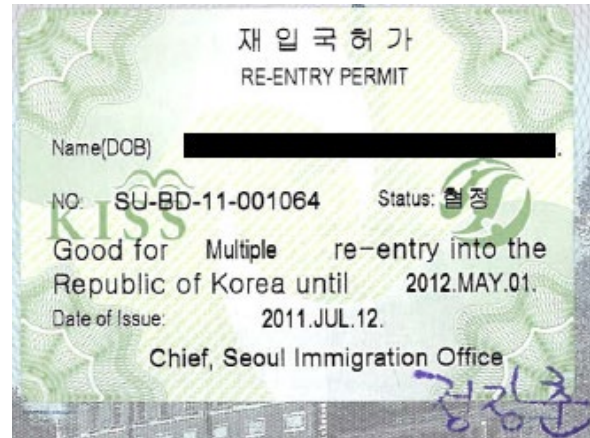 재입국허가
RE-ENTRY PERMIT
Name(DOB)
NO: SU-BD-11-001064 Status: 협정
KISS
Good for Multiple re-entry into the
Republic of Korea until 2012.MAY.01.
Date of Issue: 2011.JUL.12.
Chief, Seoul Immigration Office